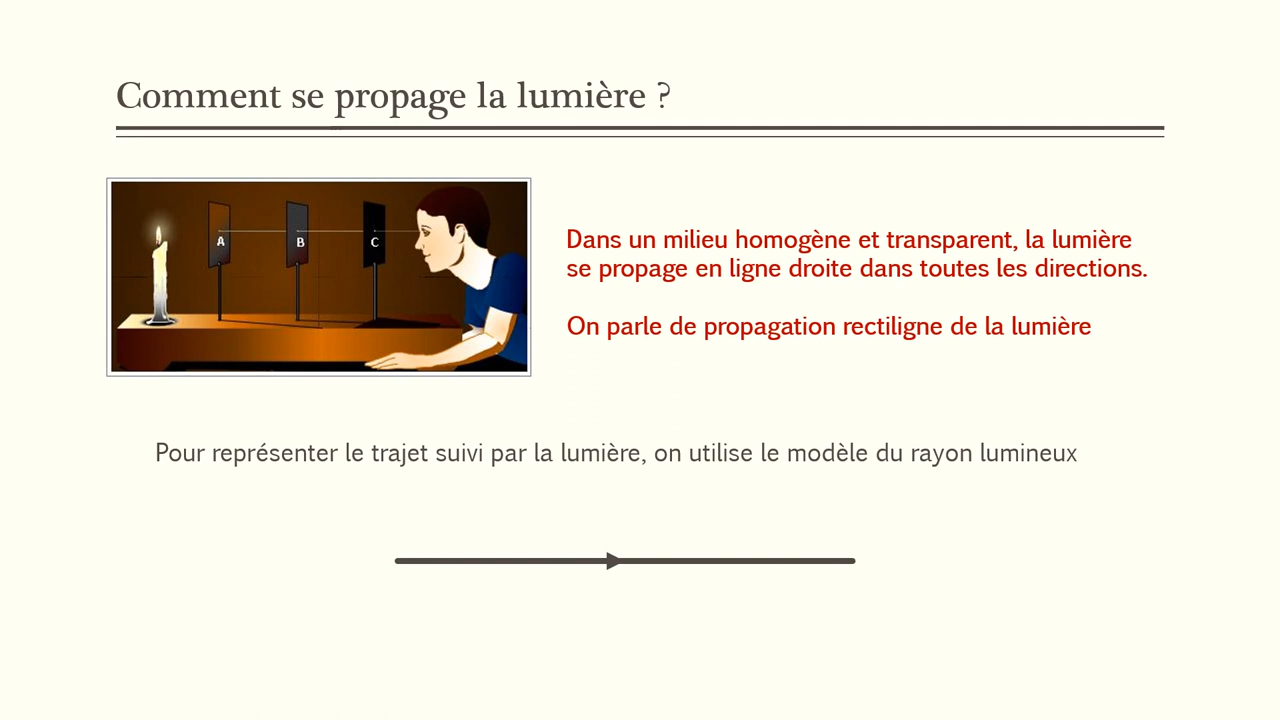 Comment se propage la lumière ?
A B C
Dans un milieu homogène et transparent, la lumière
se propage en ligne droite dans toutes les directions.
On parle de propagation rectiligne de la lumière
Pour représenter le trajet suivi par la lumière, on utilise le modèle du rayon lumineux